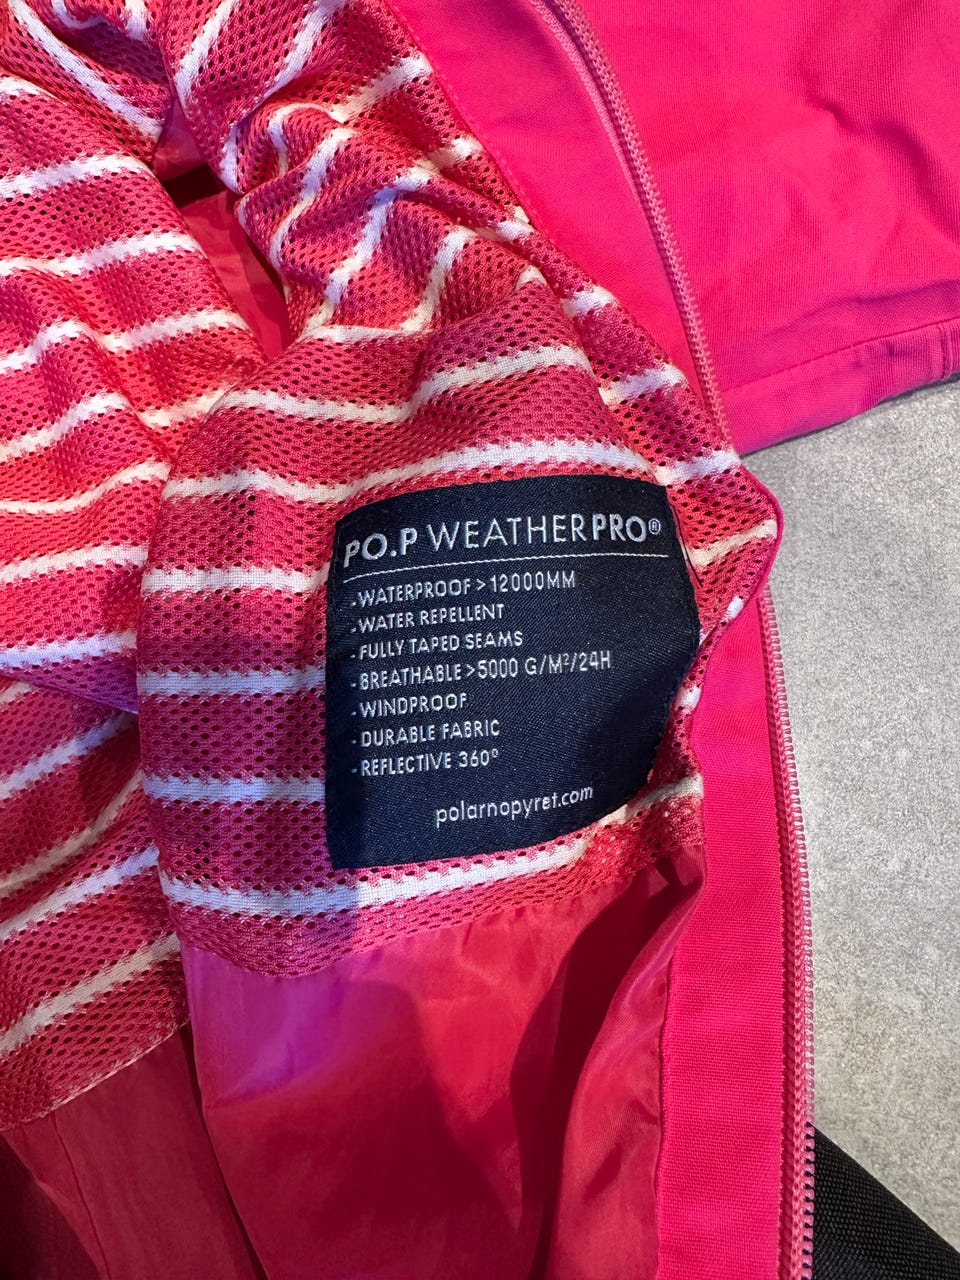 PO.P WEATHERPRO®
- WATERPROOF > 12000MM
- WATER REPELLENT
- FULLY TAPED SEAMS
- BREATHABLE > 5000 G/M²/24H
- WINDPROOF
- DURABLE FABRIC
- REFLECTIVE 360°
polarnopyret.com